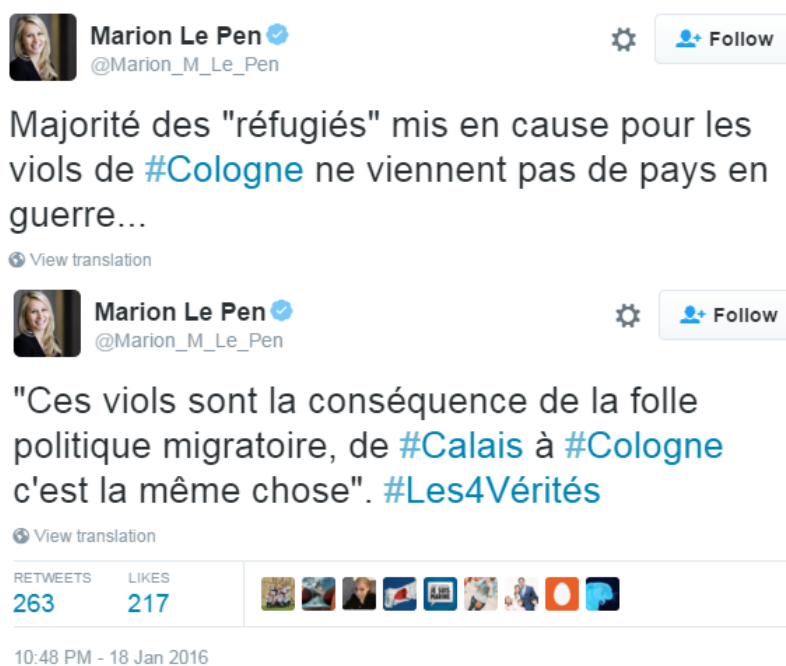 Marion Le Pen
@Marion_M_Le_Pen
Follow
Majorité des "réfugiés" mis en cause pour les
viols de #Cologne ne viennent pas de pays en
guerre...
View translation
Marion Le Pen
@Marion_M_Le_Pen
Follow
"Ces viols sont la conséquence de la folle
politique migratoire, de #Calais à #Cologne
c'est la même chose". #Les4Vérités
View translation
RETWEETS LIKES
263 217
JE SUIS
MARINE
10:48 PM - 18 Jan 2016